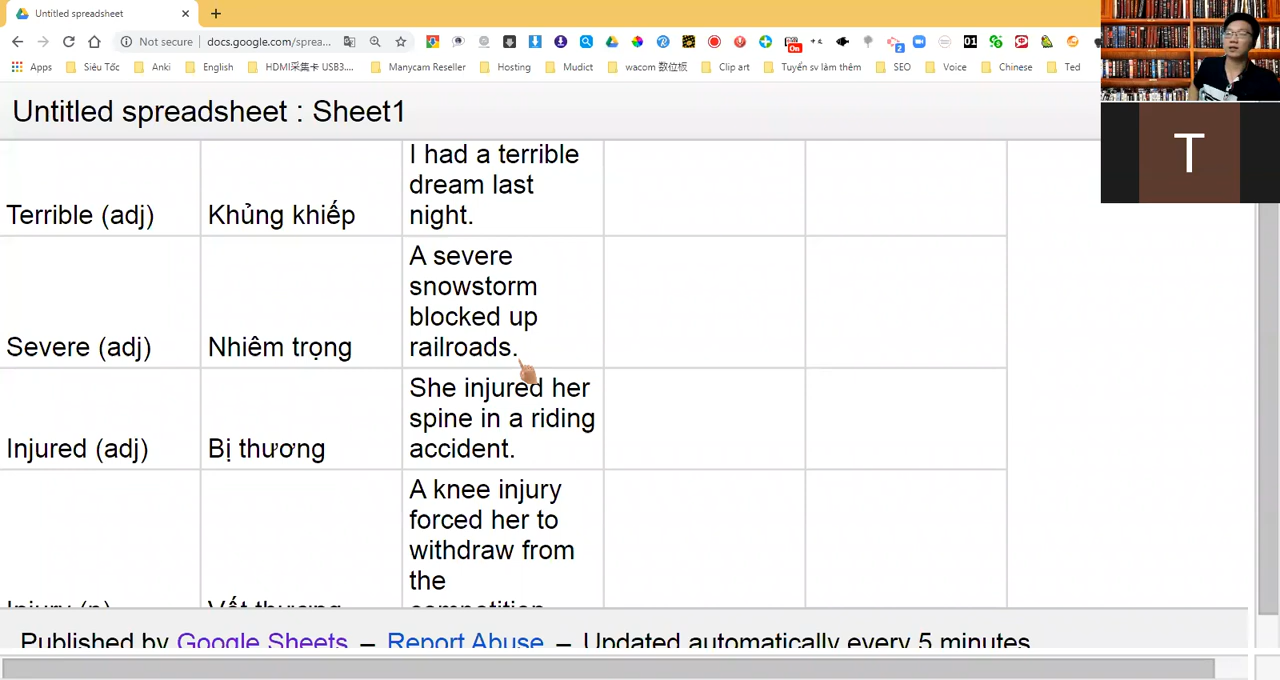 Untitled spreadsheet
Not secure docs.google.com/sprea...
Apps Siêu Tốc Anki English HDMI采集卡 USB3.... Manycam Reseller Hosting Mudict wacom 数位板 Clip art Tuyển sv làm thêm SEO Voice Chinese Ted
Untitled spreadsheet : Sheet1
T
Terrible (adj)
Khủng khiếp
I had a terrible
dream last
night.
Severe (adj)
Nhiêm trọng
A severe
snowstorm
blocked up
railroads.
Injured (adj)
Bị thương
She injured her
spine in a riding
accident.
Injury (n)
Vết thương
A knee injury
forced her to
withdraw from
the
competition
Published by Google Sheets – Report Abuse – Updated automatically every 5 minutes